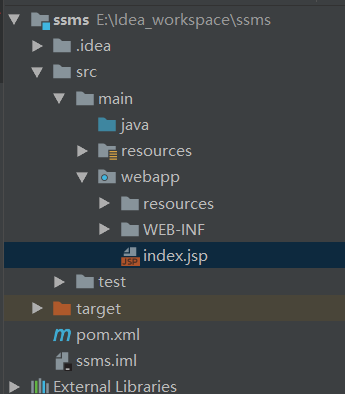 ssms E:\Idea_workspace\ssms
.idea
src
main
java
resources
webapp
resources
WEB-INF
JSP index.jsp
test
target
m pom.xml
ssms.iml
External Libraries